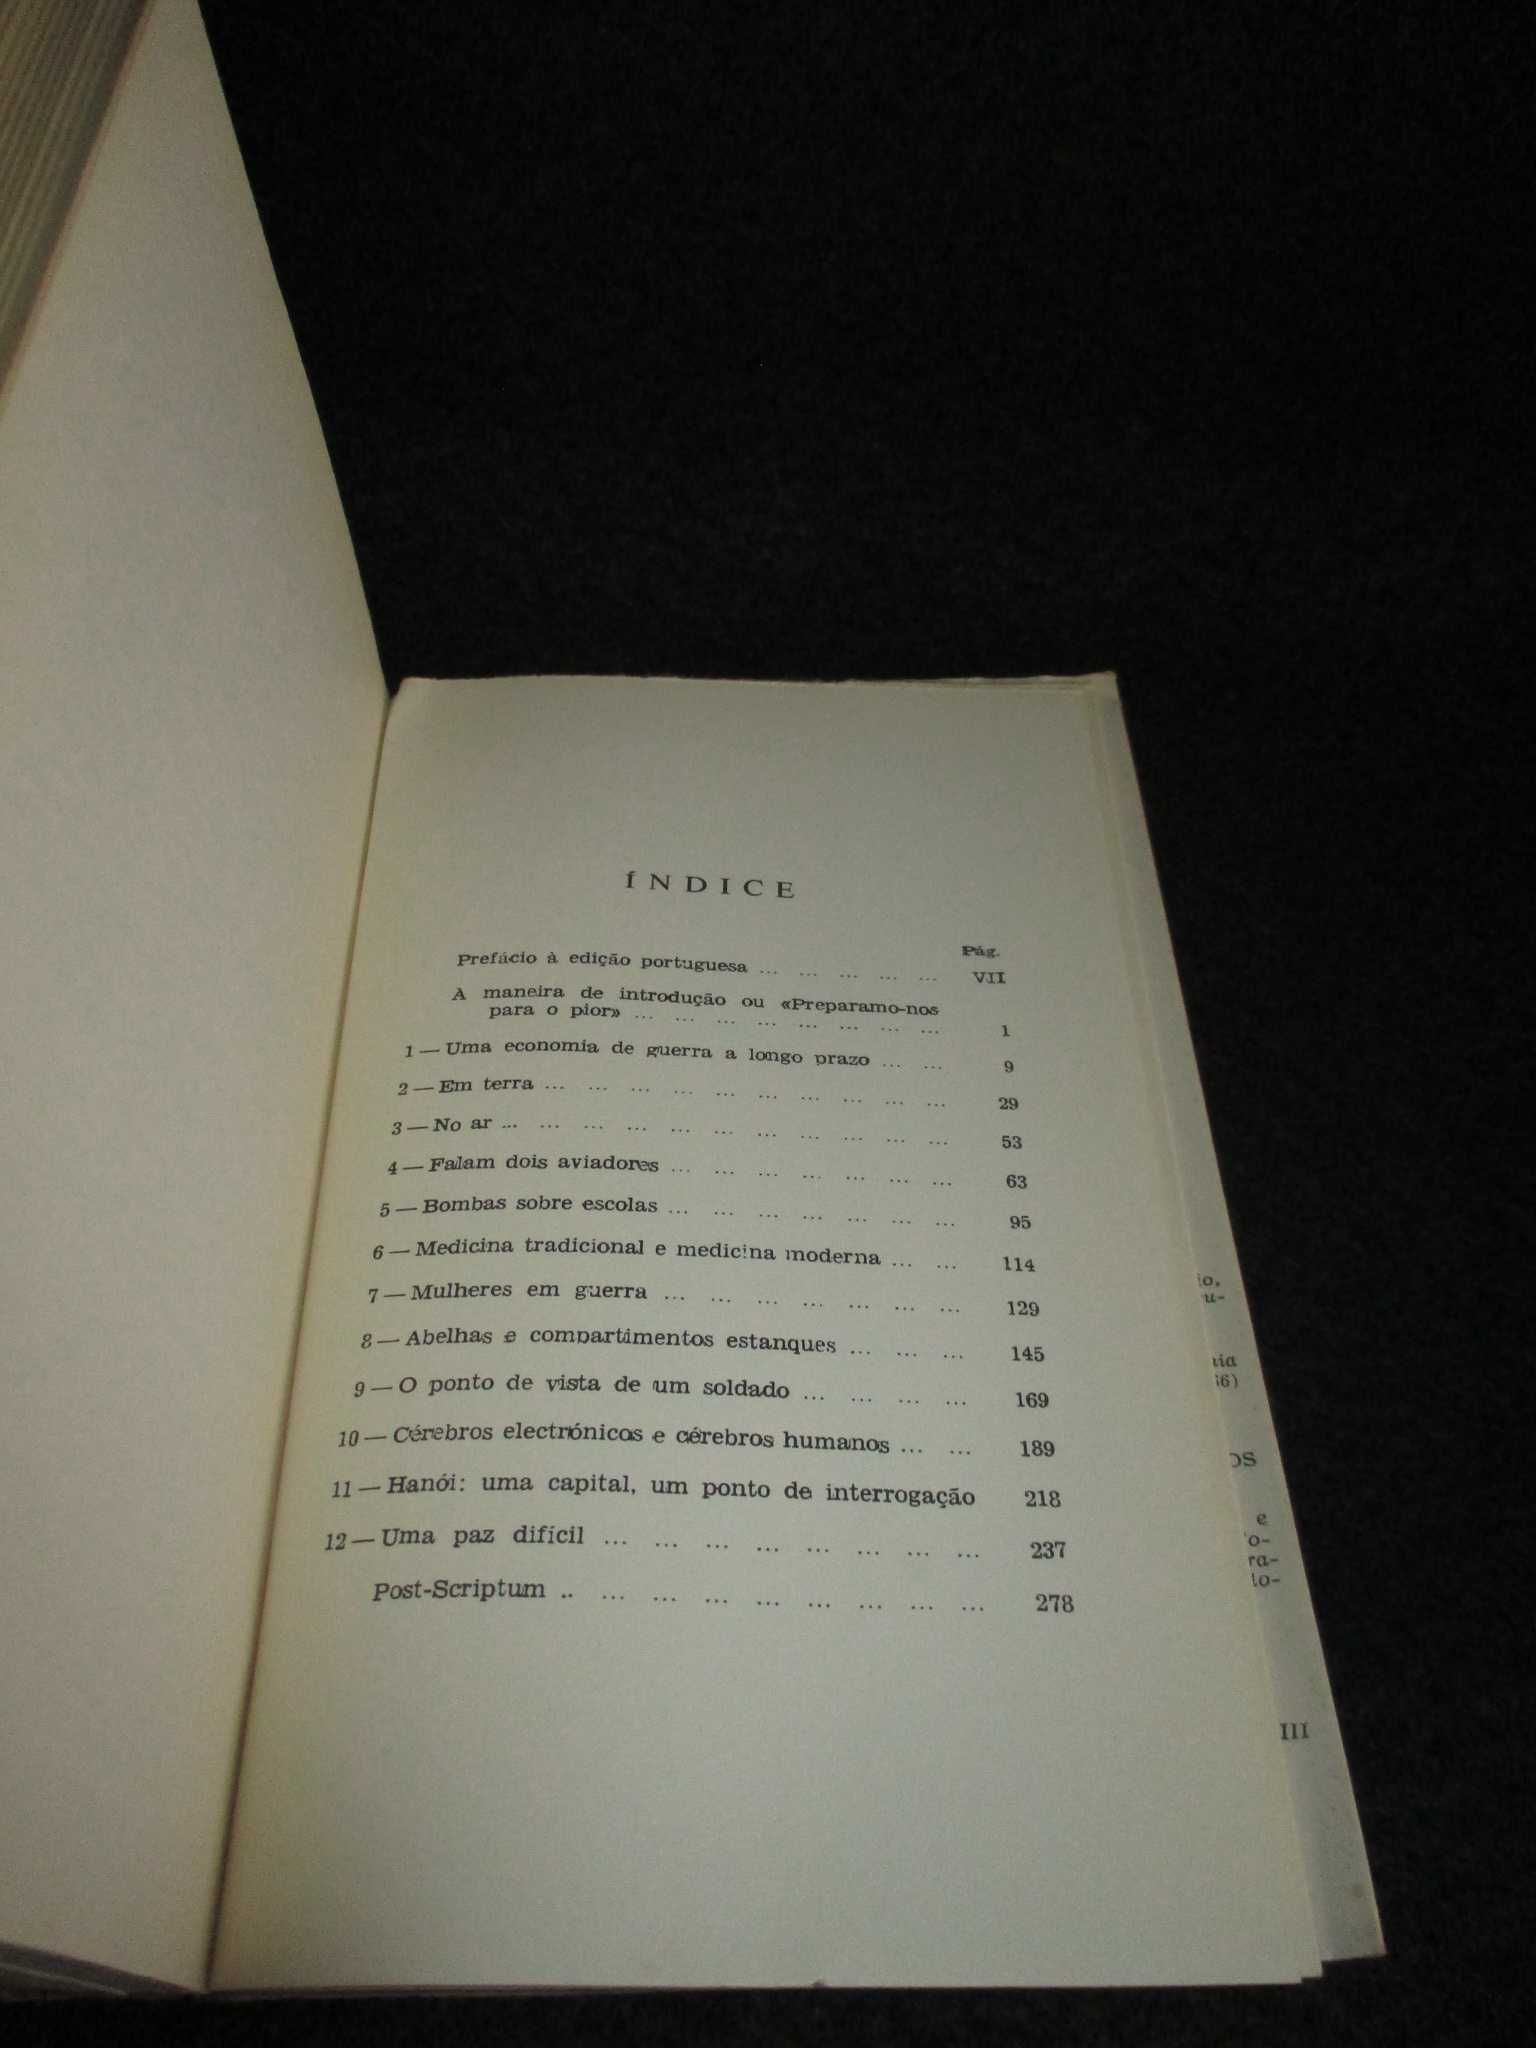 ÍNDICE
Pág.
Prefácio à edição portuguesa ... ... ... ... ... VII
A maneira de introdução ou «Preparamo-nos
para o pior» ... ... ... ... ... ... ... ... 1
1 — Uma economia de guerra a longo prazo ... ... 9
2 — Em terra ... ... ... ... ... ... ... ... ... ... 29
3 — No ar ... ... ... ... ... ... ... ... ... ... ... 53
4 — Falam dois aviadores ... ... ... ... ... ... ... 63
5 — Bombas sobre escolas ... ... ... ... ... ... ... 95
6 — Medicina tradicional e medicina moderna ... ... 114
7 — Mulheres em guerra ... ... ... ... ... ... ... 129
8 — Abelhas e compartimentos estanques ... ... ... 145
9 — O ponto de vista de um soldado ... ... ... ... 169
10 — Cérebros electrónicos e cérebros humanos ... ... 189
11 — Hanói: uma capital, um ponto de interrogação 218
12 — Uma paz difícil ... ... ... ... ... ... ... ... 237
Post-Scriptum .. ... ... ... ... ... ... ... ... 278
III